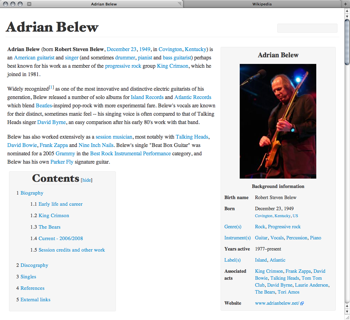 Adrian Belew
Wikipedia
Adrian Belew
Adrian Belew (born Robert Steven Belew, December 23, 1949, in Covington, Kentucky) is
an American guitarist and singer (and sometimes drummer, pianist and bass guitarist) perhaps
best known for his work as a member of the progressive rock group King Crimson, which he
joined in 1981.
Widely recognized[1] as one of the most innovative and distinctive electric guitarists of his
generation, Belew released a number of solo albums for Island Records and Atlantic Records
which blend Beatles-inspired pop-rock with more experimental fare. Belew's vocals are known
for their distinct, sometimes manic feel – his singing voice is often compared to that of Talking
Heads singer David Byrne, an easy comparison after his early 80's work with that band.
Belew has also worked extensively as a session musician, most notably with Talking Heads,
David Bowie, Frank Zappa and Nine Inch Nails. Belew's single "Beat Box Guitar" was
nominated for a 2005 Grammy in the Best Rock Instrumental Performance category, and
Belew has his own Parker Fly signature guitar.
Contents [hide]
1 Biography
1.1 Early life and career
1.2 King Crimson
1.3 The Bears
1.4 Current - 2006/2008
1.5 Session credits and other work
2 Discography
3 Singles
4 References
5 External links
Adrian Belew
Background information
Birth name Robert Steven Belew
Born December 23, 1949
Covington, Kentucky, US
Genre(s) Rock, Progressive rock
Instrument(s) Guitar, Vocals, Percussion, Piano
Years active 1977–present
Label(s) Island, Atlantic
Associated acts King Crimson, Frank Zappa, David
Bowie, Talking Heads, Tom Tom
Club, David Byrne, Laurie Anderson,
The Bears, Tori Amos
Website www.adrianbelew.net/